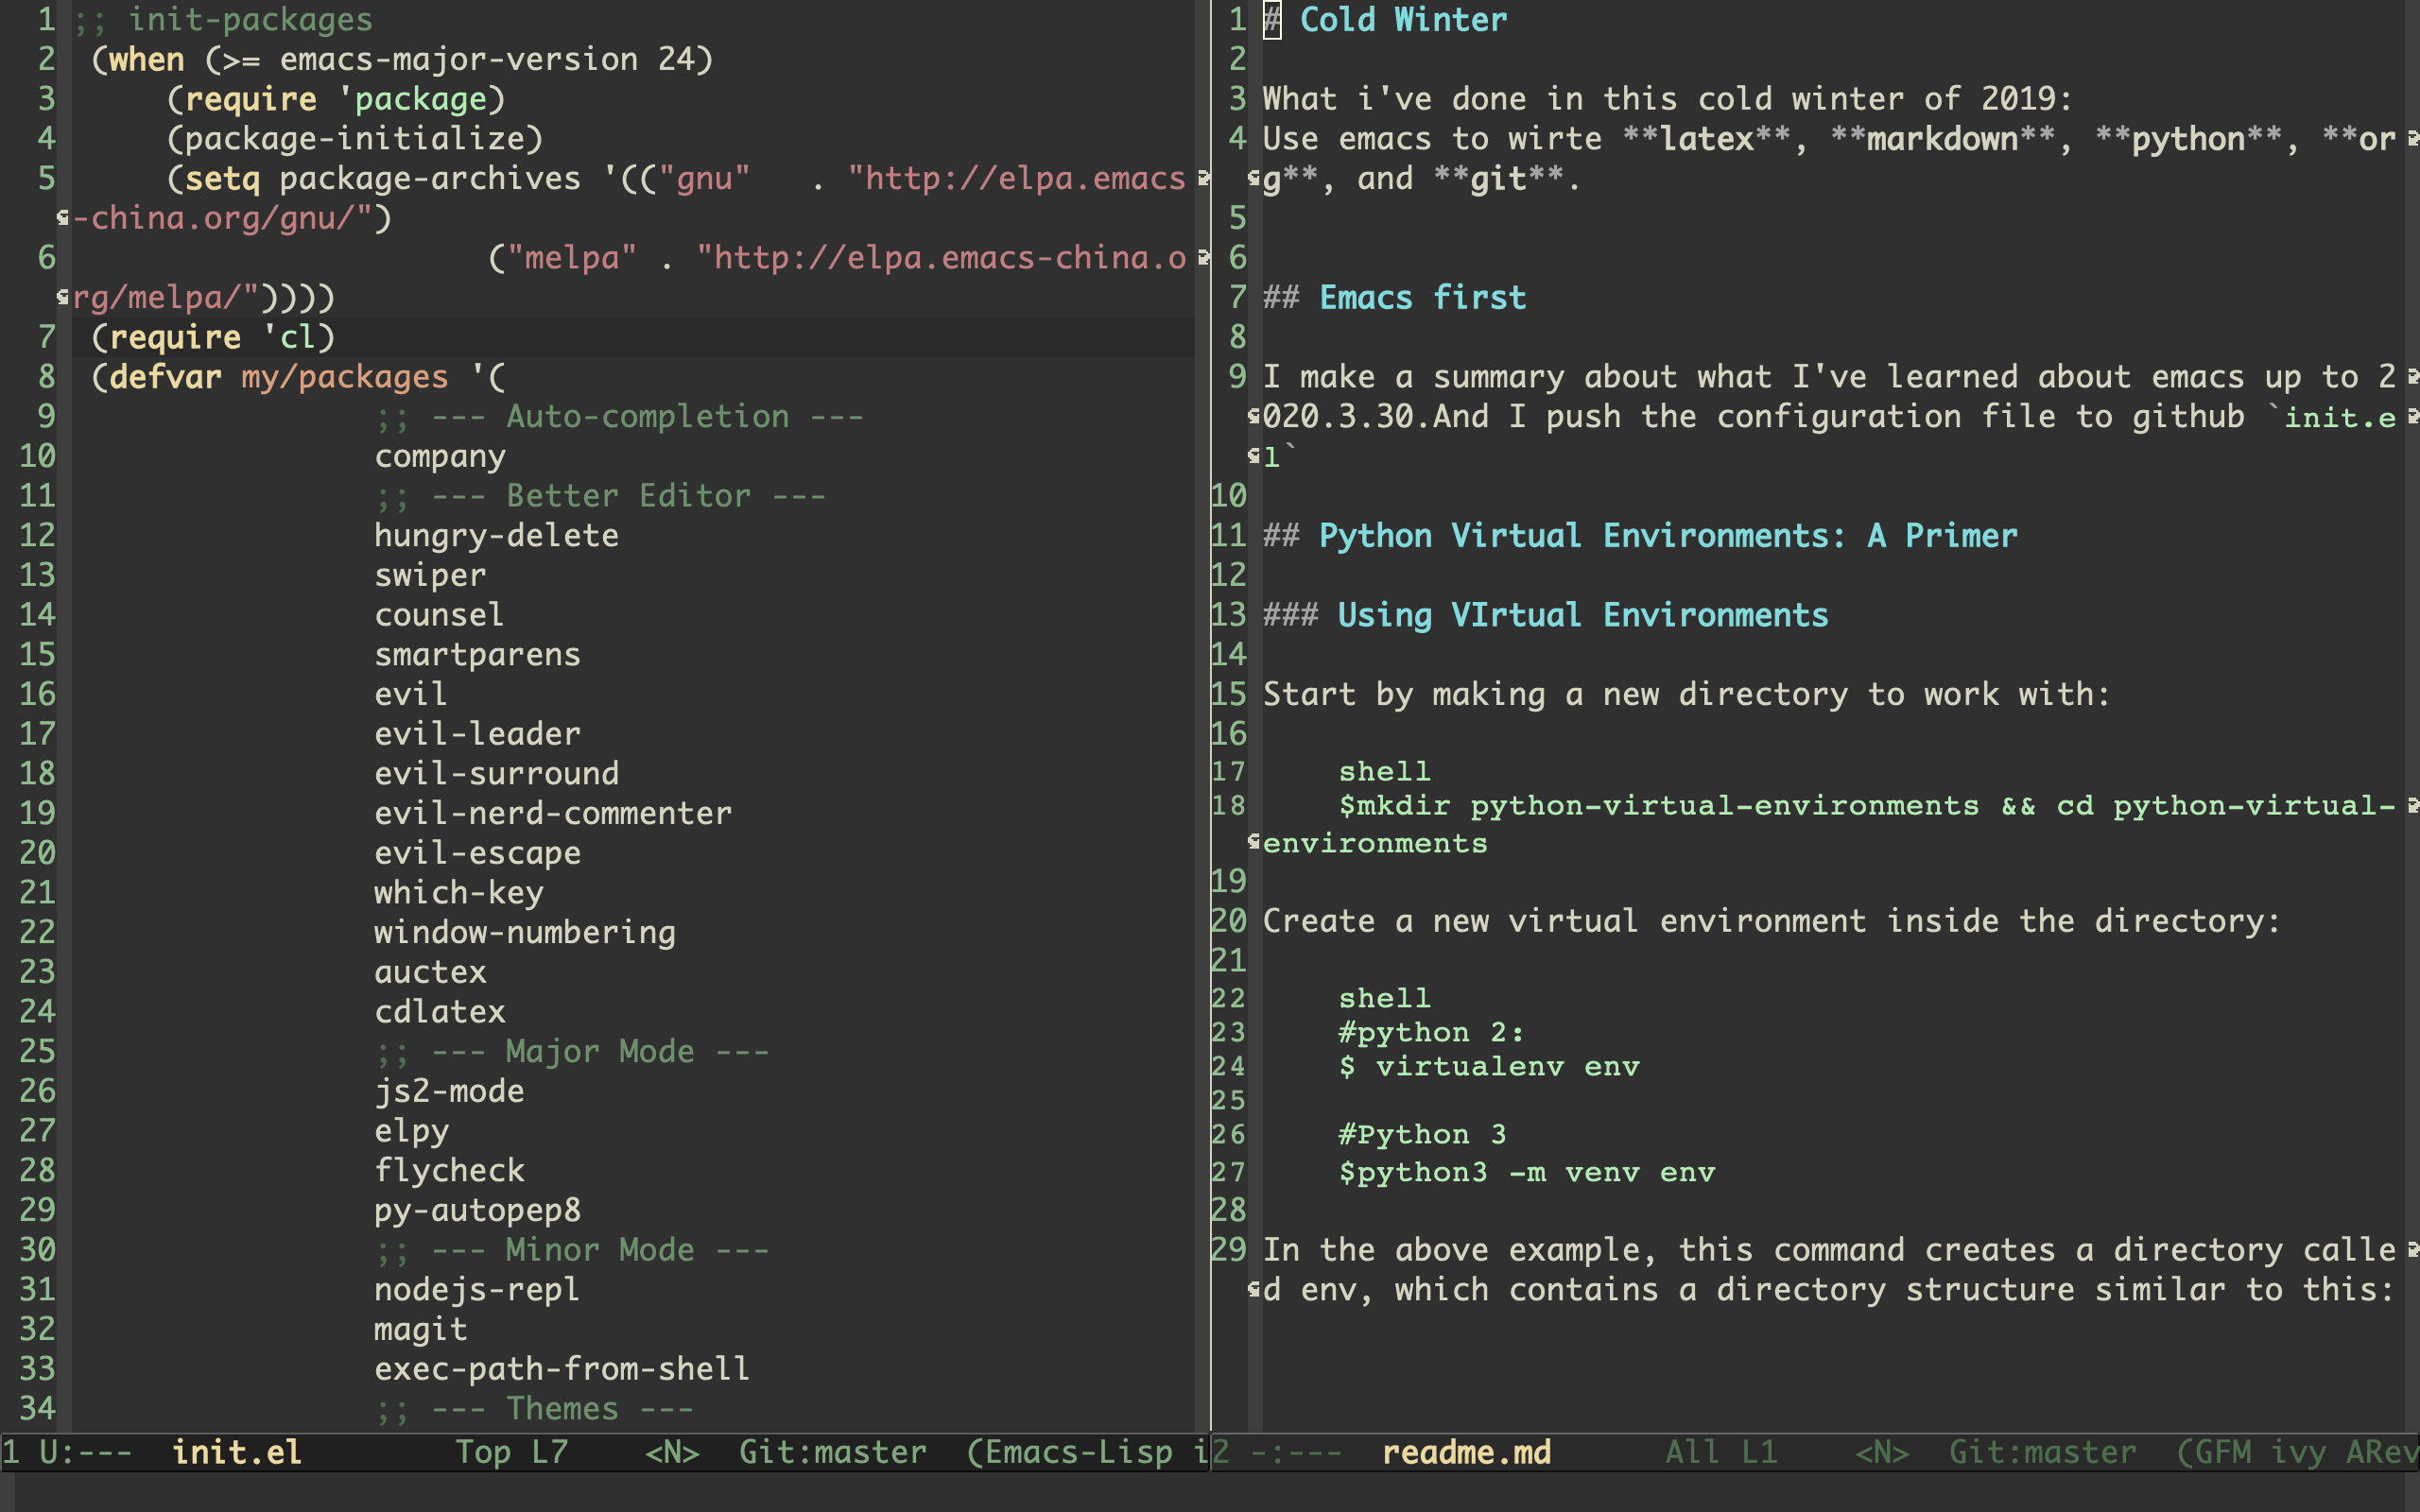 1 ;; init-packages
2 (when (>= emacs-major-version 24)
3 (require 'package)
4 (package-initialize)
5 (setq package-archives '(("gnu" . "http://elpa.emacs
-china.org/gnu/")
6 ("melpa" . "http://elpa.emacs-china.o
rg/melpa/"))))
7 (require 'cl)
8 (defvar my/packages '(
9 ;; --- Auto-completion ---
10 company
11 ;; --- Better Editor ---
12 hungry-delete
13 swiper
14 counsel
15 smartparens
16 evil
17 evil-leader
18 evil-surround
19 evil-nerd-commenter
20 evil-escape
21 which-key
22 window-numbering
23 auctex
24 cdlatex
25 ;; --- Major Mode ---
26 js2-mode
27 elpy
28 flycheck
29 py-autopep8
30 ;; --- Minor Mode ---
31 nodejs-repl
32 magit
33 exec-path-from-shell
34 ;; --- Themes ---
1 U:--- init.el Top L7 <N> Git:master (Emacs-Lisp i
1 # Cold Winter
2
3 What i've done in this cold winter of 2019:
4 Use emacs to wirte **latex**, **markdown**, **python**, **or
g**, and **git**.
5
6
7 ## Emacs first
8
9 I make a summary about what I've learned about emacs up to 2
020.3.30.And I push the configuration file to github `init.e
l`
10
11 ## Python Virtual Environments: A Primer
12
13 ### Using VIrtual Environments
14
15 Start by making a new directory to work with:
16
17 shell
18 $mkdir python-virtual-environments && cd python-virtual-
environments
19
20 Create a new virtual environment inside the directory:
21
22 shell
23 #python 2:
24 $ virtualenv env
25
26 #Python 3
27 $python3 -m venv env
28
29 In the above example, this command creates a directory calle
d env, which contains a directory structure similar to this:
2 -:--- readme.md All L1 <N> Git:master (GFM ivy ARev